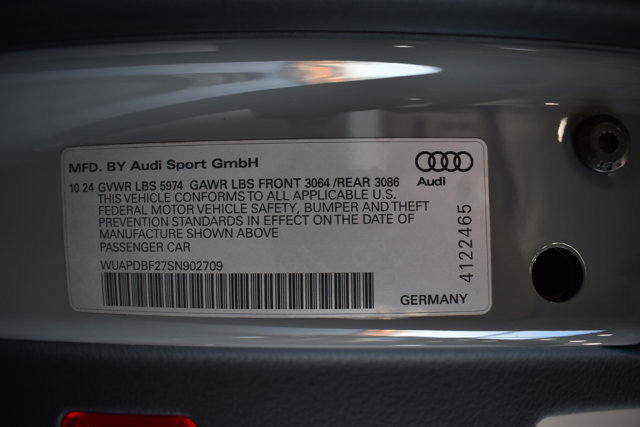 MFD. BY Audi Sport GmbH
10 24 GVWR LBS 5974 GAWR LBS FRONT 3064 /REAR 3086
THIS VEHICLE CONFORMS TO ALL APPLICABLE U.S.
FEDERAL MOTOR VEHICLE SAFETY, BUMPER AND THEFT
PREVENTION STANDARDS IN EFFECT ON THE DATE OF
MANUFACTURE SHOWN ABOVE
PASSENGER CAR
WUAPDBF27SN902709
Audi
4122465
GERMANY